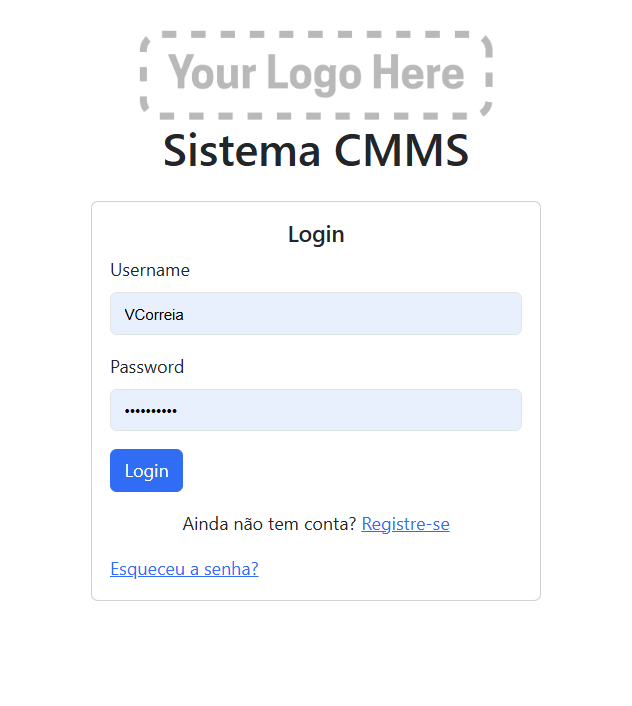 Your Logo Here
Sistema CMMS
Login
Username
VCorreia
Password
••••••••••
Login
Ainda não tem conta? Registre-se
Esqueceu a senha?